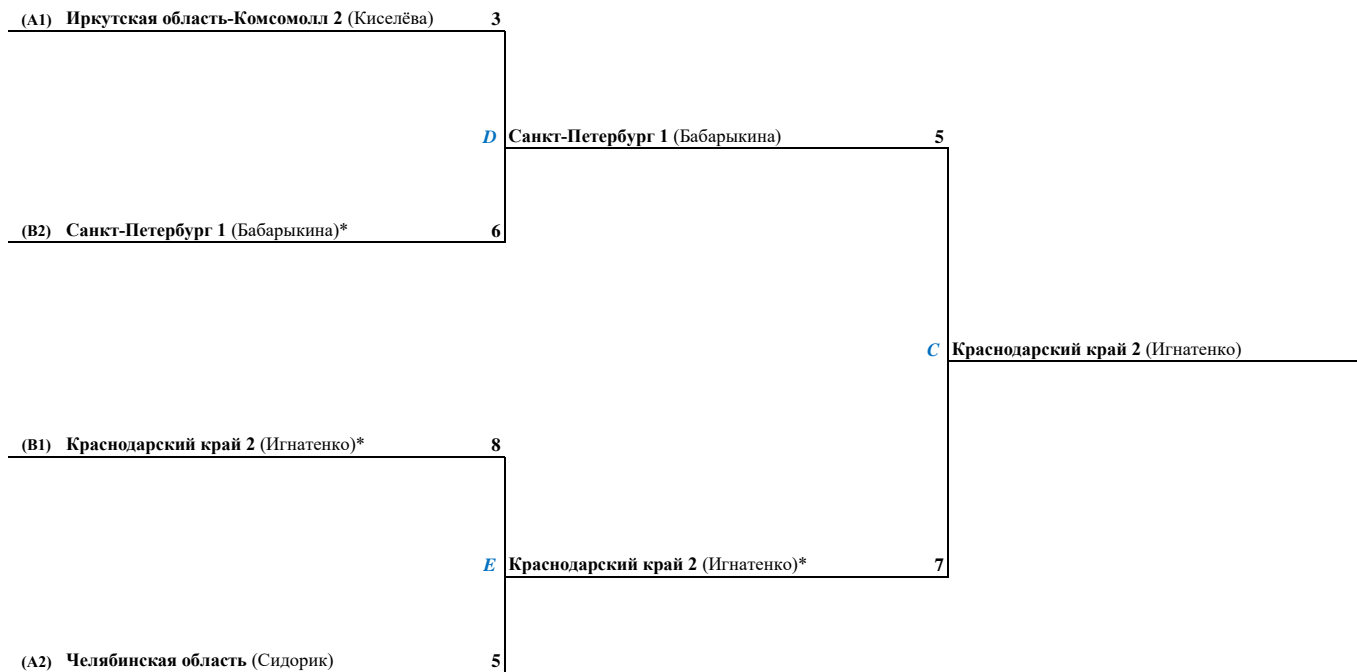 (A1) Иркутская область-Комсомолл 2 (Киселёва) 3
D Санкт-Петербург 1 (Бабарыкина) 5
(B2) Санкт-Петербург 1 (Бабарыкина)* 6
C Краснодарский край 2 (Игнатенко)
(B1) Краснодарский край 2 (Игнатенко)* 8
E Краснодарский край 2 (Игнатенко)* 7
(A2) Челябинская область (Сидорик) 5